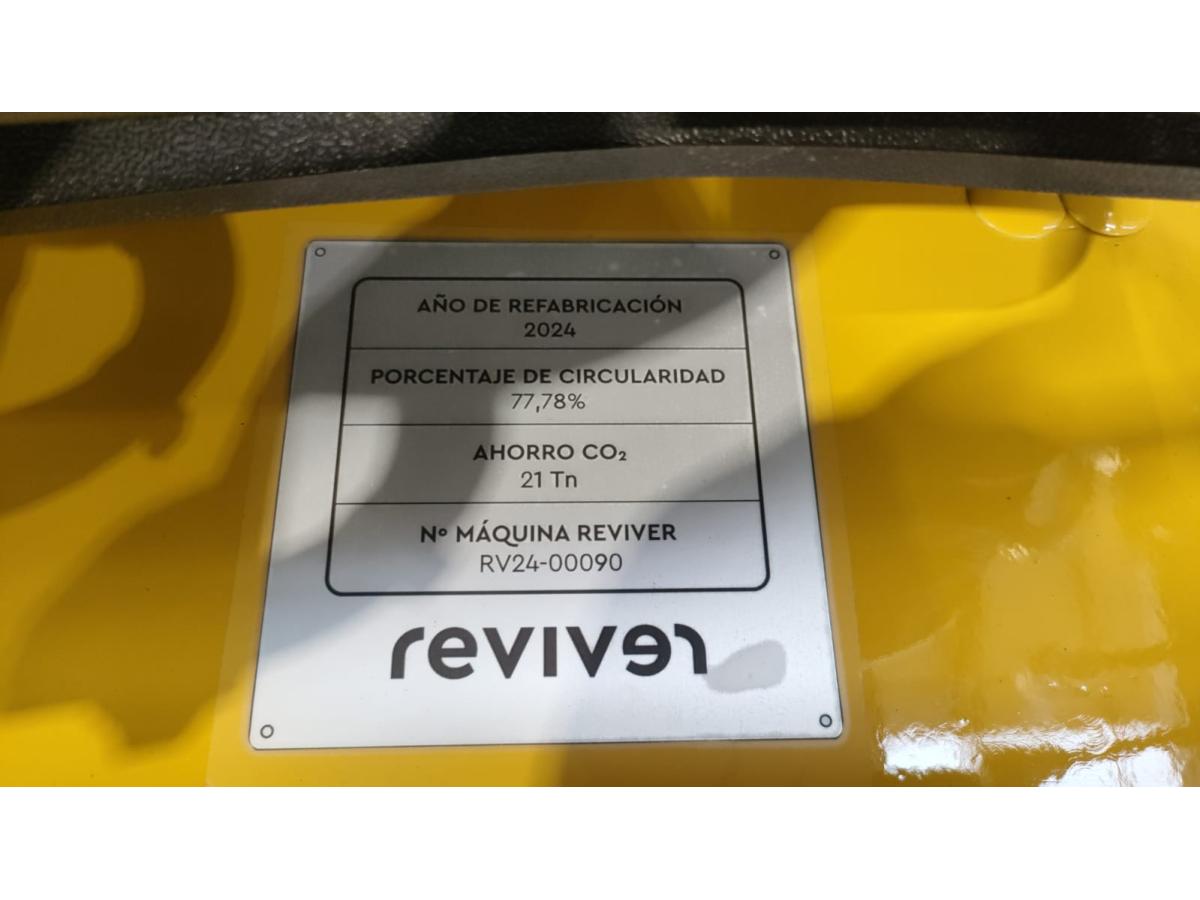 AÑO DE REFABRICACIÓN
2024
PORCENTAJE DE CIRCULARIDAD
77,78%
AHORRO CO₂
21 Tn
Nº MÁQUINA REVIVER
RV24-00090
reviver